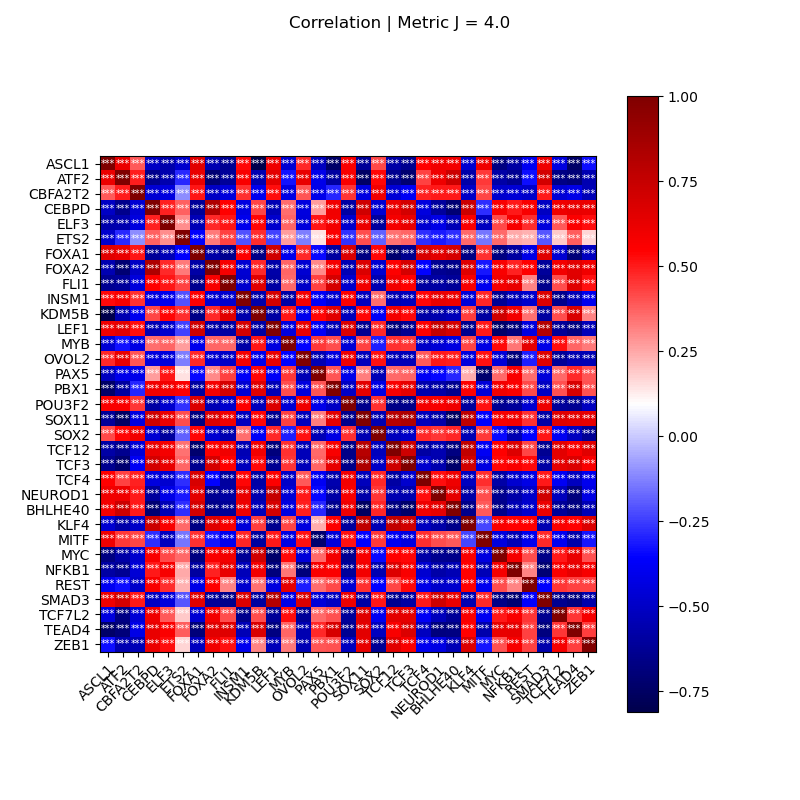 Correlation | Metric J = 4.0
ASCL1
ATF2
CBFA2T2
CEBPD
ELF3
ETS2
FOXA1
FOXA2
FLI1
INSM1
KDM5B
LEF1
MYB
OVOL2
PAX5
PBX1
POU3F2
SOX11
SOX2
TCF12
TCF3
TCF4
NEUROD1
BHLHE40
KLF4
MITF
MYC
NFKB1
REST
SMAD3
TCF7L2
TEAD4
ZEB1
ASCL1
ATF2
CBFA2T2
CEBPD
ELF3
ETS2
FOXA1
FOXA2
FLI1
INSM1
KDM5B
LEF1
MYB
OVOL2
PAX5
PBX1
POU3F2
SOX11
SOX2
TCF12
TCF3
TCF4
NEUROD1
BHLHE40
KLF4
MITF
MYC
NFKB1
REST
SMAD3
TCF7L2
TEAD4
ZEB1
1.00
0.75
0.50
0.25
0.00
−0.25
−0.50
−0.75